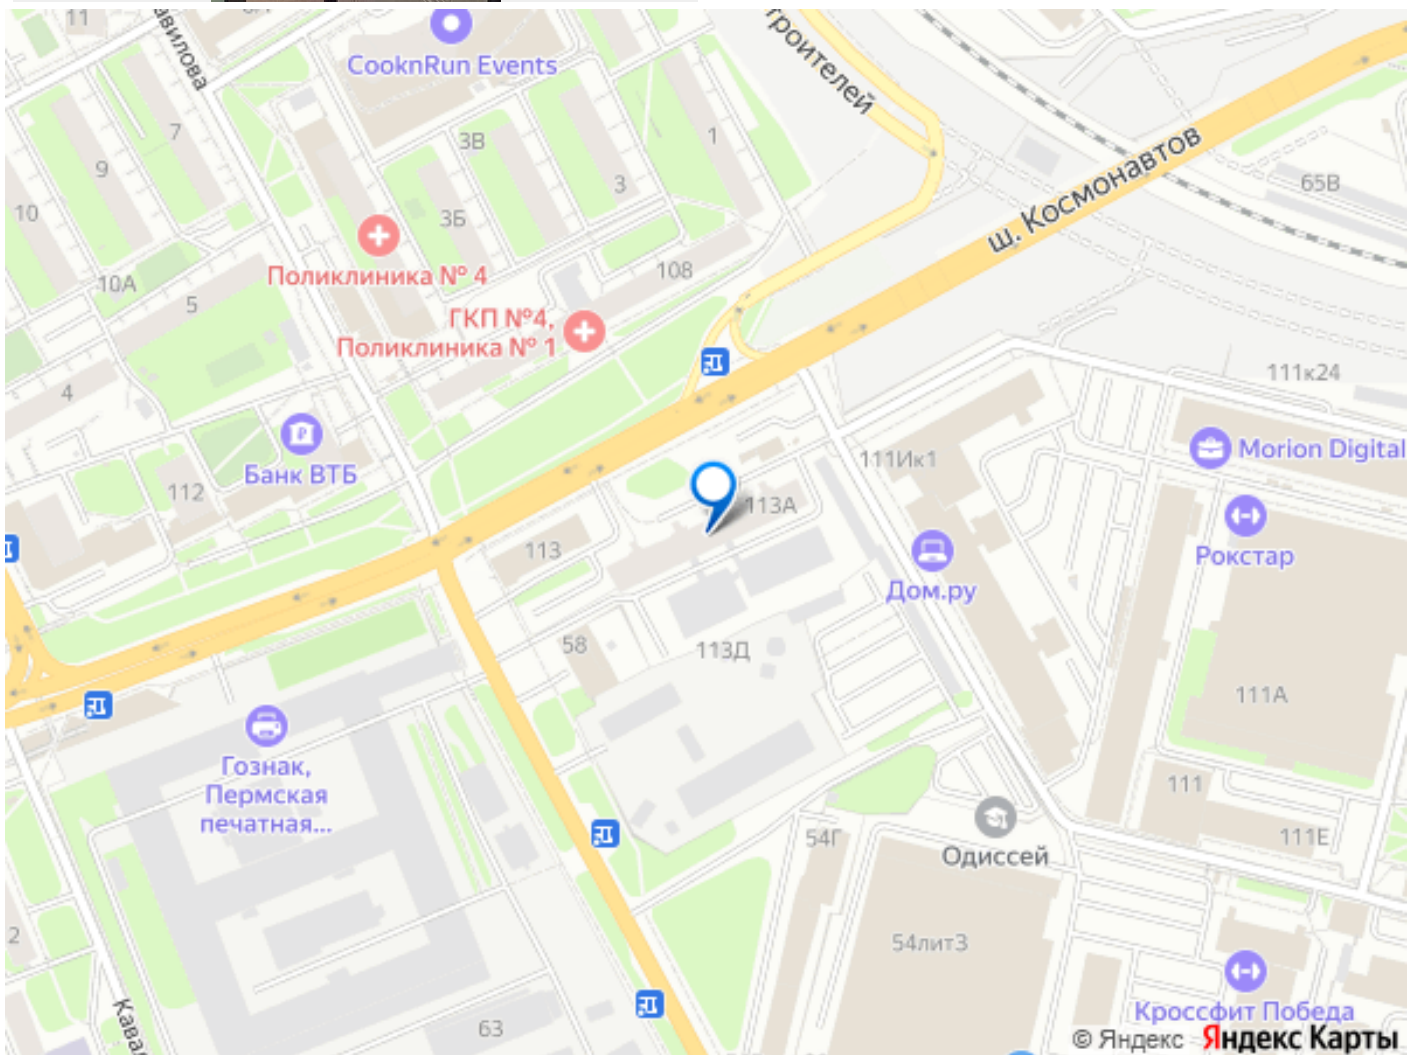 11
CooknRun Events
троителей
7
3В
1
9
3
65В
ш. Космонавтов
10
3Б
Поликлиника № 4
108
10А
5
ГКП №4,
Поликлиника № 1
111к24
4
111Ик1
Morion Digital
Банк ВТБ
112
113А
113
Рокстар
Дом.ру
58
113Д
111А
Гознак,
Пермская
печатная...
111
54Г
111Е
Одиссей
2
54лит3
Кроссфит Победа
63
© Яндекс Яндекс Карты